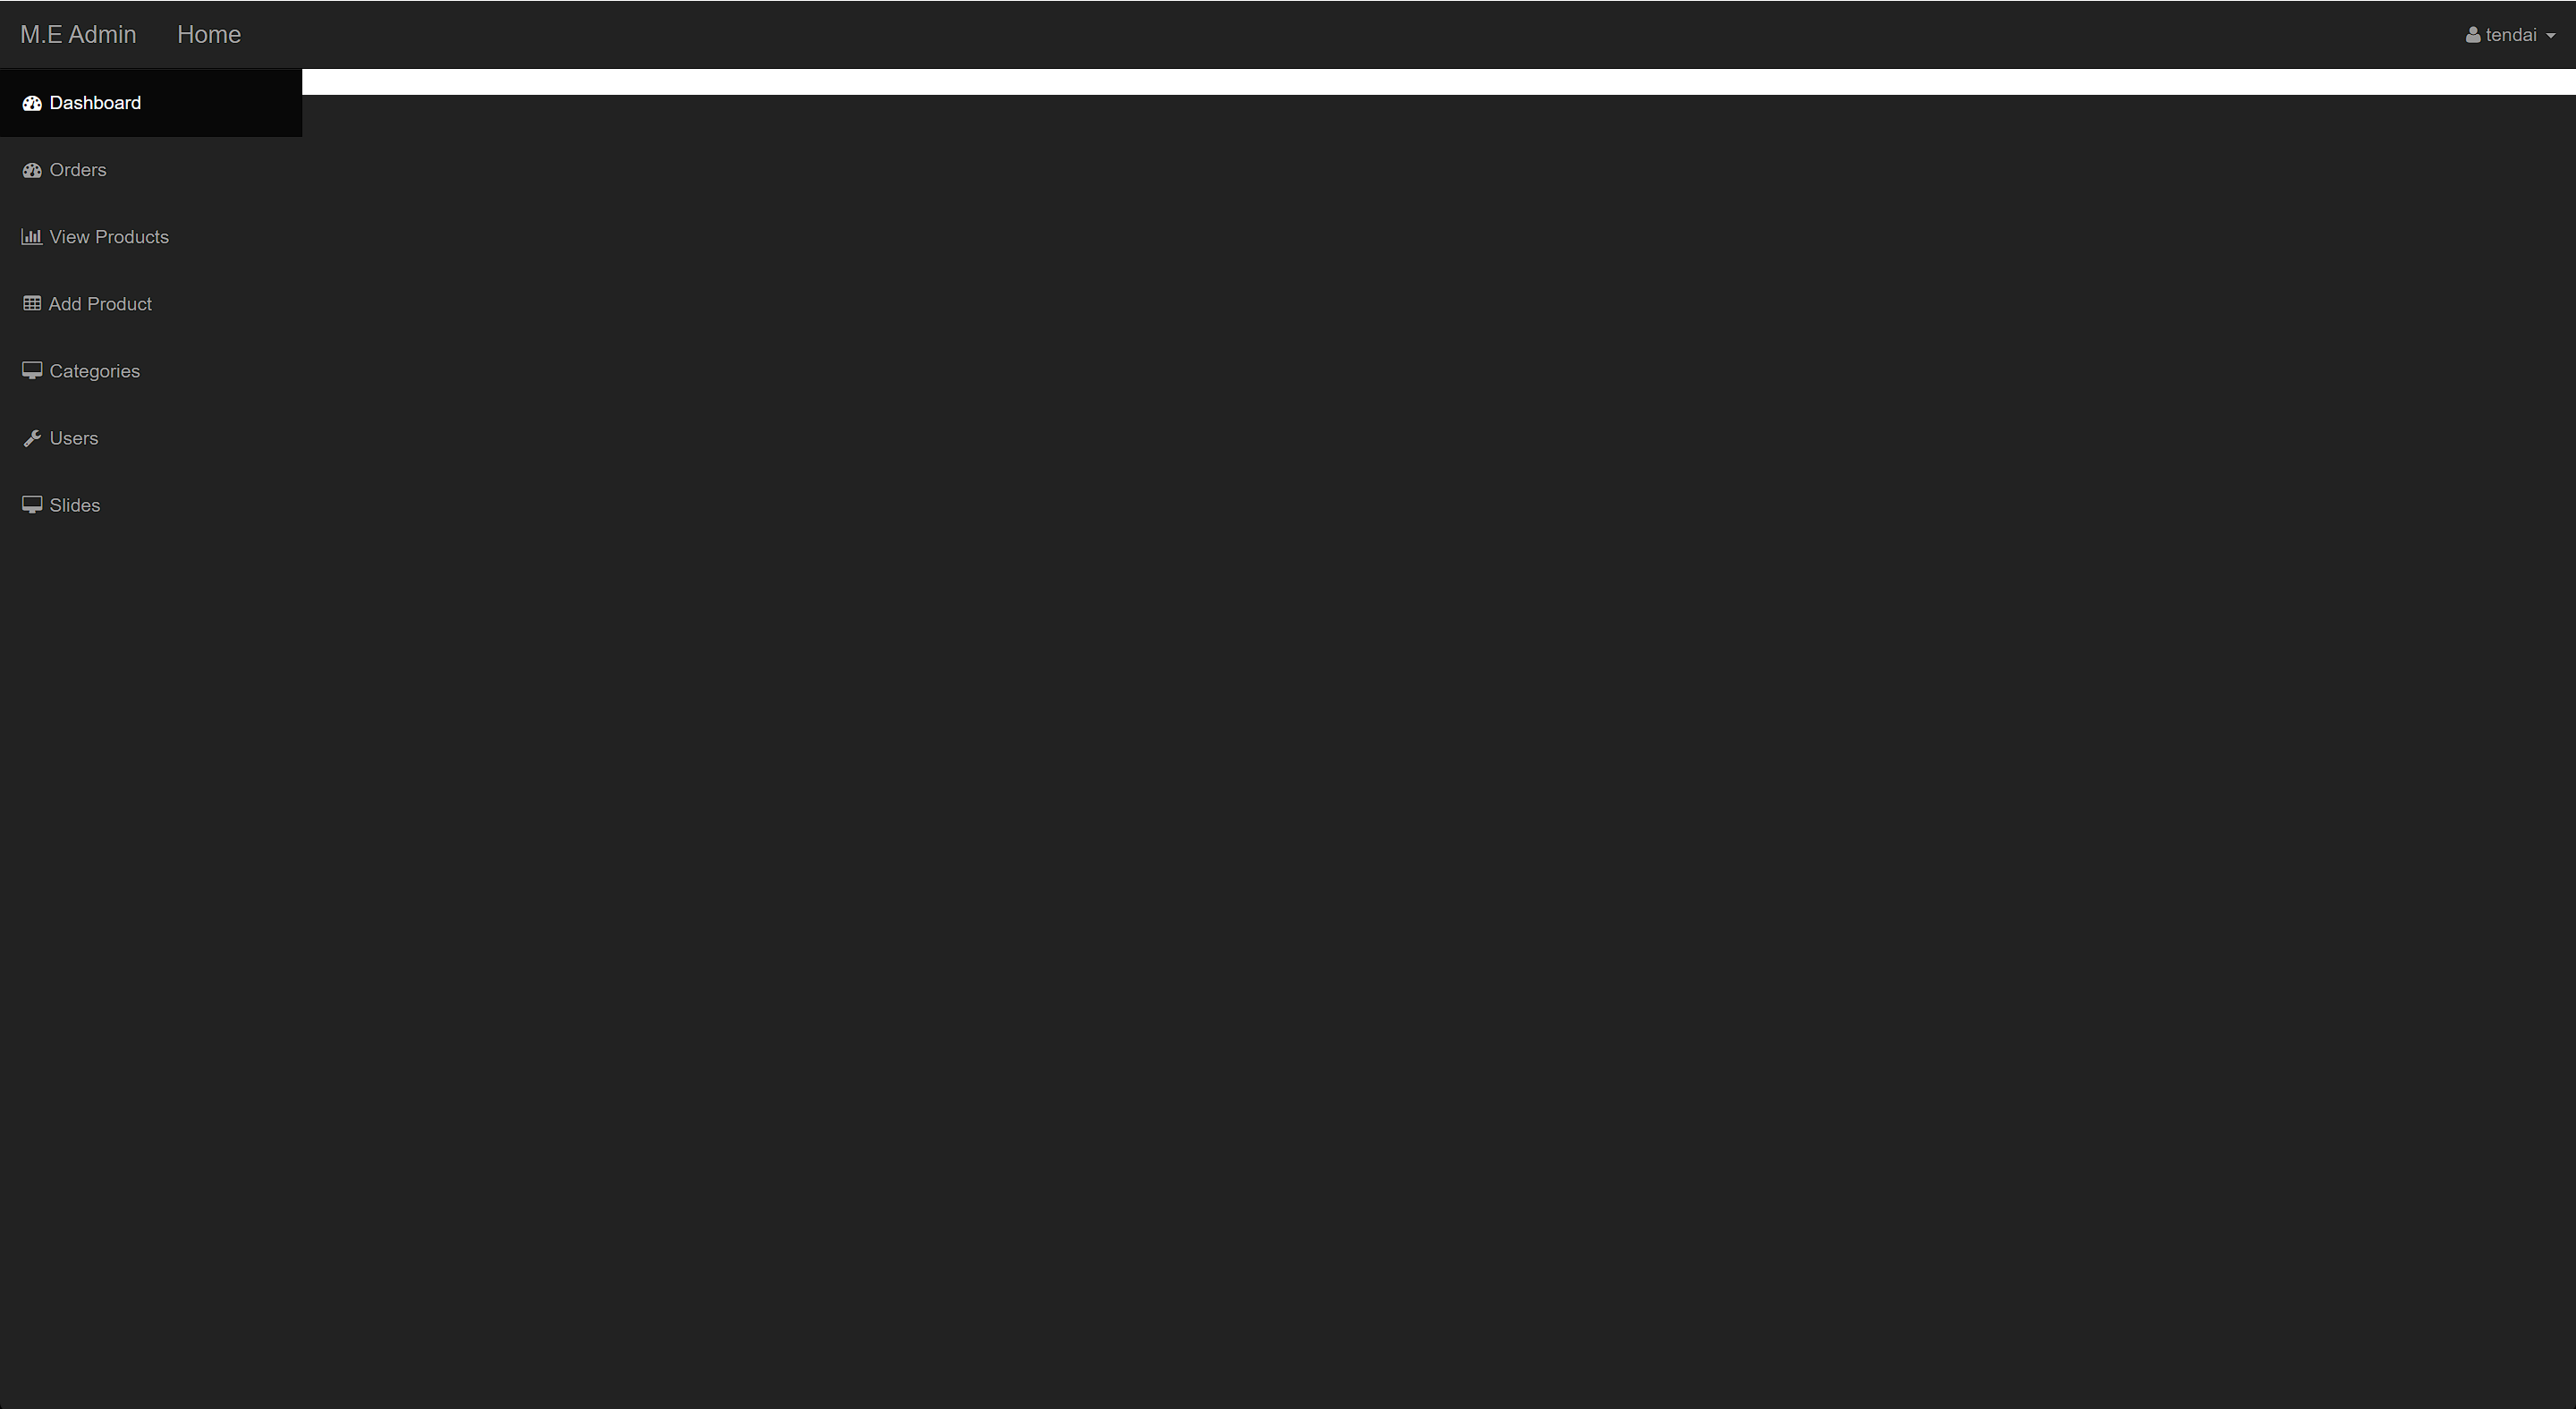 M.E Admin Home tendai
Dashboard
Orders
View Products
Add Product
Categories
Users
Slides